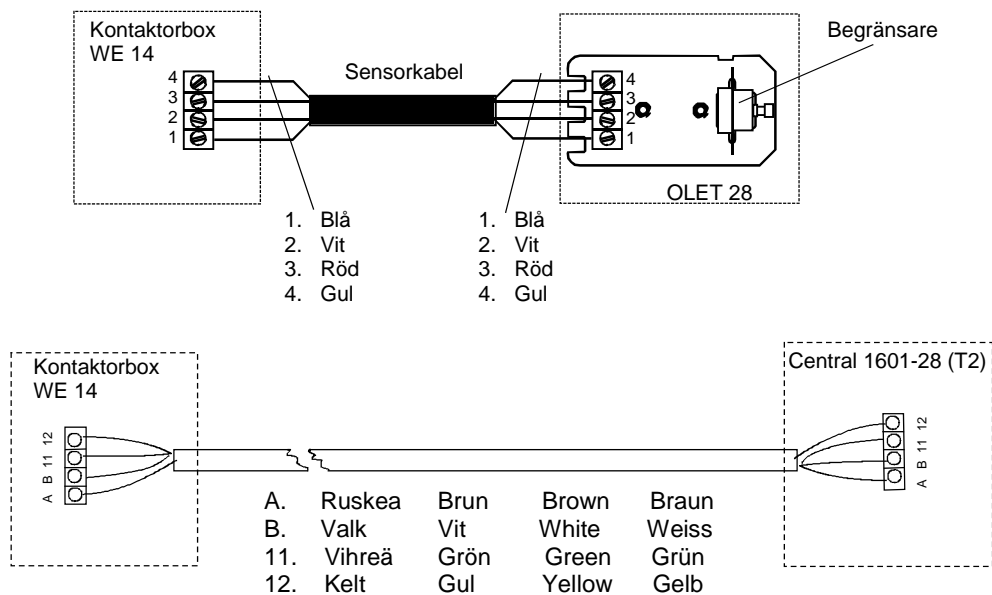 Kontaktorbox
WE 14
4
3
2
1
Sensorkabel
4
3
2
1
Begränsare
OLET 28
1. Blå
2. Vit
3. Röd
4. Gul
1. Blå
2. Vit
3. Röd
4. Gul
Kontaktorbox
WE 14
12
11
B
A
Central 1601-28 (T2)
12
11
B
A
A. Ruskea Brun Brown Braun
B. Valk Vit White Weiss
11. Vihreä Grön Green Grün
12. Kelt Gul Yellow Gelb